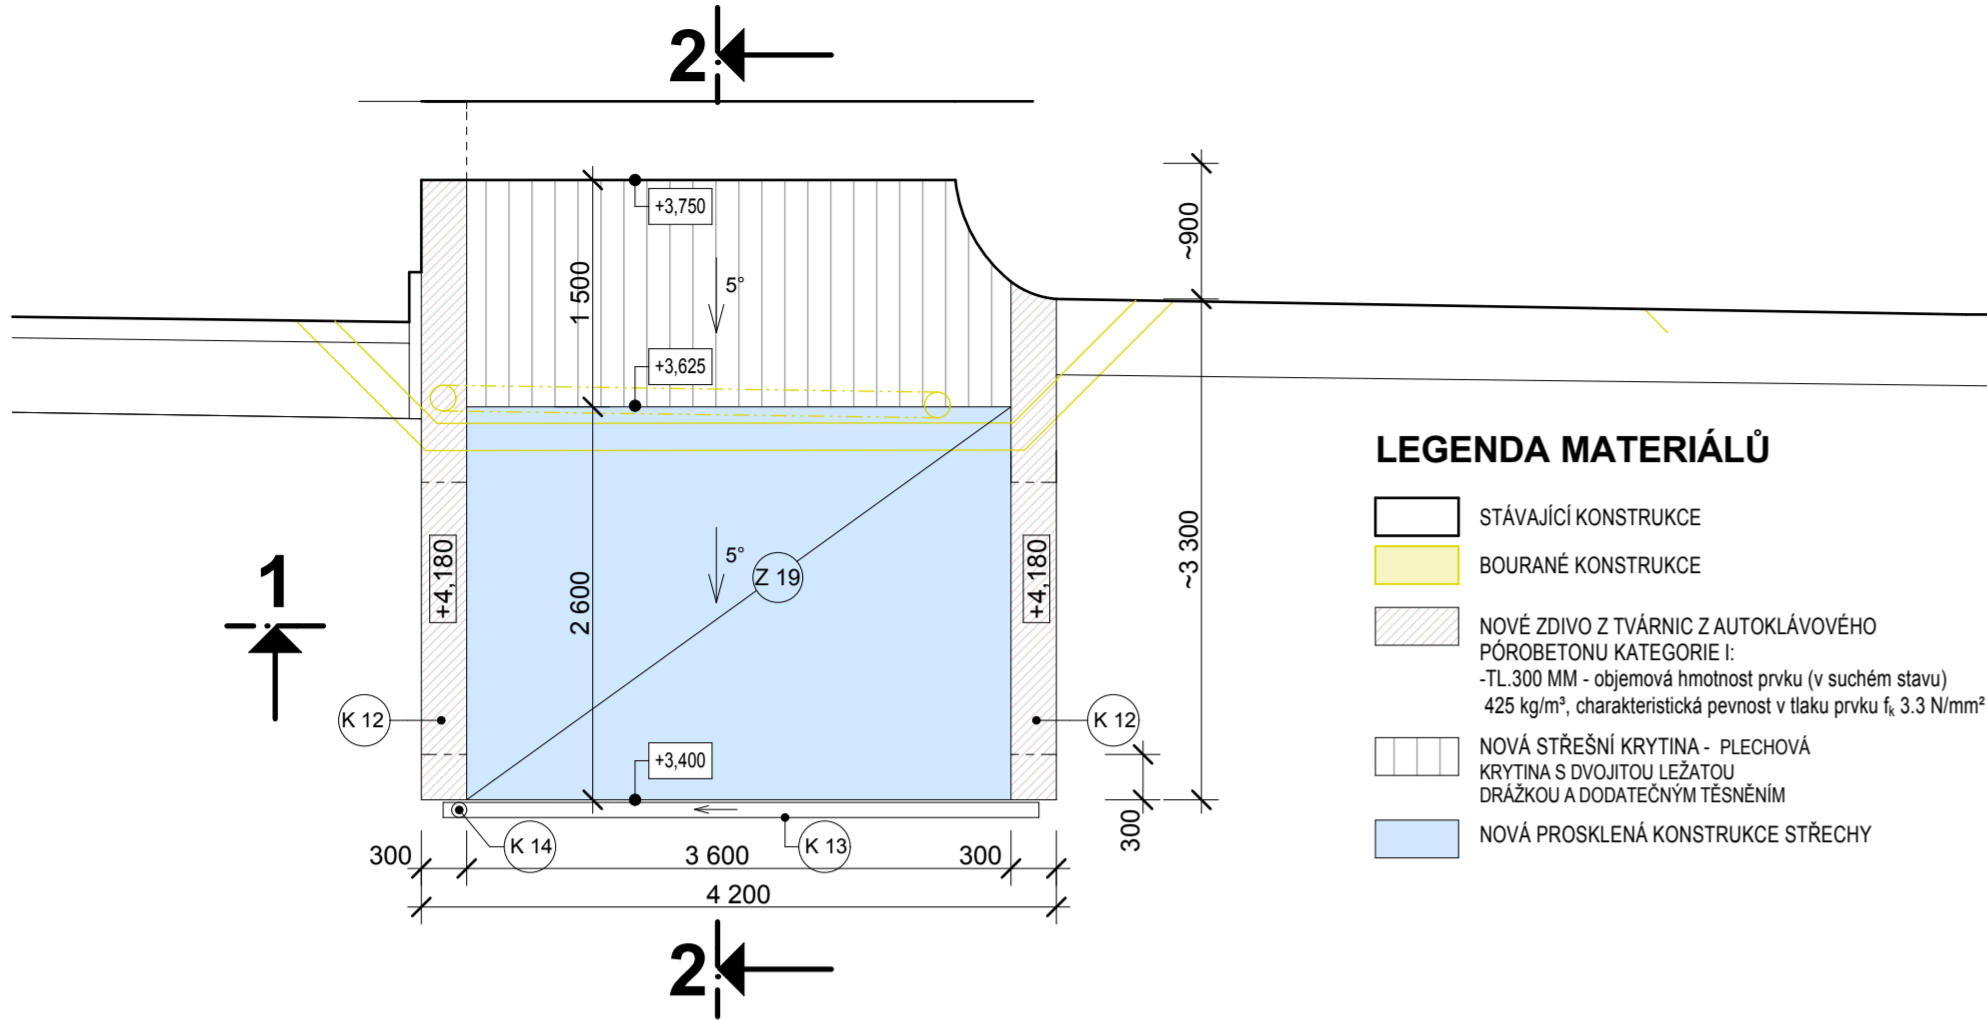 2
+3,750
~900
1 500
5°
+3,625
LEGENDA MATERIÁLŮ
STÁVAJÍCÍ KONSTRUKCE
BOURANÉ KONSTRUKCE
NOVÉ ZDIVO Z TVÁRNIC Z AUTOKLÁVOVÉHO
PÓROBETONU KATEGORIE I:
-TL.300 MM - objemová hmotnost prvku (v suchém stavu)
425 kg/m³, charakteristická pevnost v tlaku prvku fk 3.3 N/mm²
NOVÁ STŘEŠNÍ KRYTINA - PLECHOVÁ
KRYTINA S DVOJITOU LEŽATOU
DRÁŽKOU A DODATEČNÝM TĚSNĚNÍM
NOVÁ PROSKLENÁ KONSTRUKCE STŘECHY
~3 300
1
+4,180
2 600
5°
Z 19
+4,180
K 12
K 12
+3,400
300
K 14
K 13
300
3 600
300
4 200
2